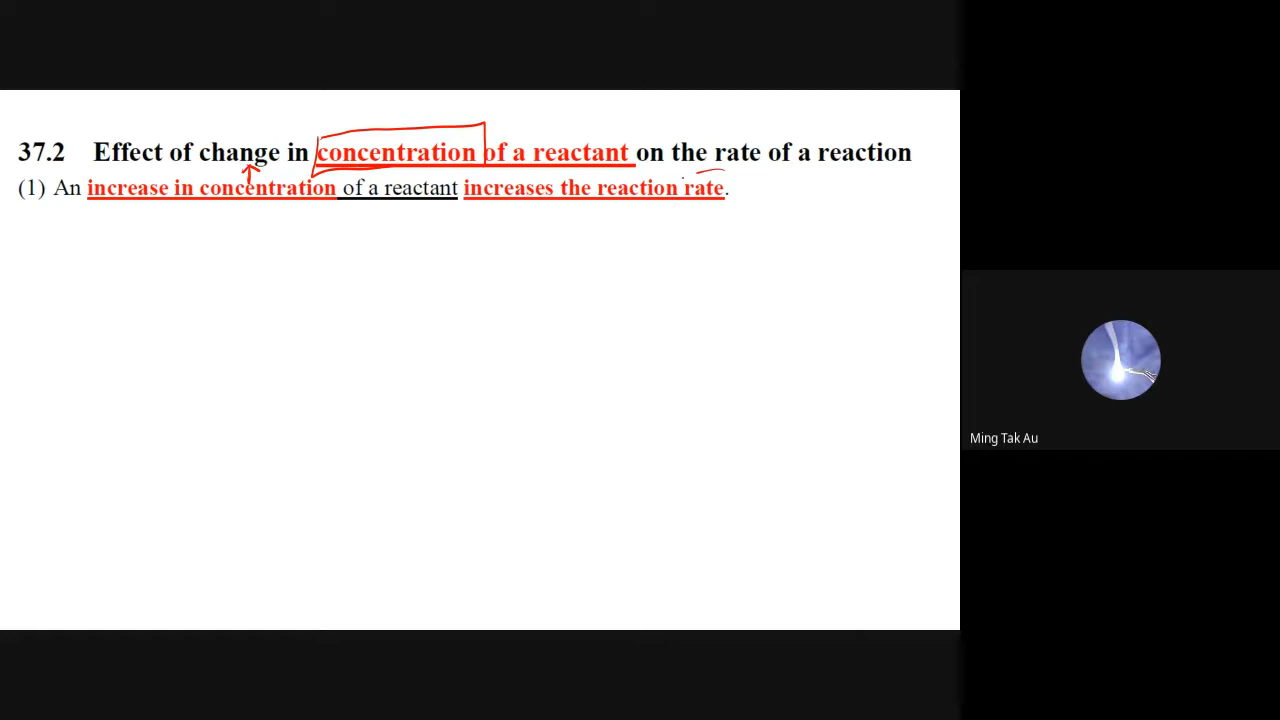 37.2 Effect of change in concentration of a reactant on the rate of a reaction
(1) An increase in concentration of a reactant increases the reaction rate.
Ming Tak Au